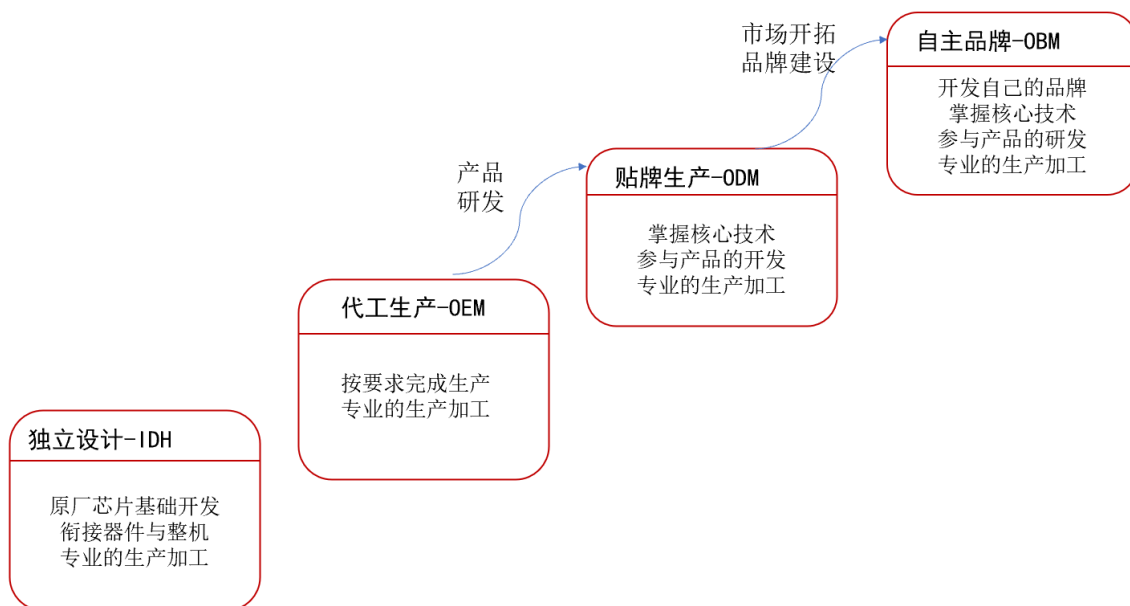 市场开拓
品牌建设
自主品牌-OBM
开发自己的品牌
掌握核心技术
参与产品的研发
专业的生产加工
产品
研发
贴牌生产-ODM
掌握核心技术
参与产品的开发
专业的生产加工
代工生产-OEM
按要求完成生产
专业的生产加工
独立设计-IDH
原厂芯片基础开发
衔接器件与整机
专业的生产加工